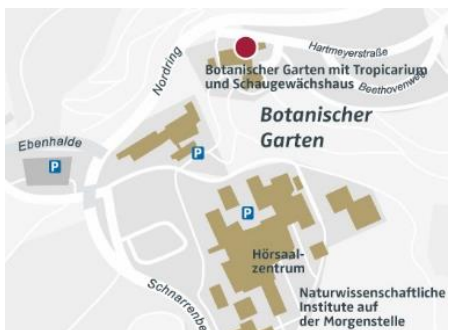 Nordring
Hartmeyerstraße
Botanischer Garten mit Tropicarium
und Schaugewächshaus
Beethovenweg
Botanischer
Garten
Ebenhalde
P
P
P
Hörsaal-
zentrum
Schnarrenbe
Naturwissenschaftliche
Institute auf
der Morgenstelle